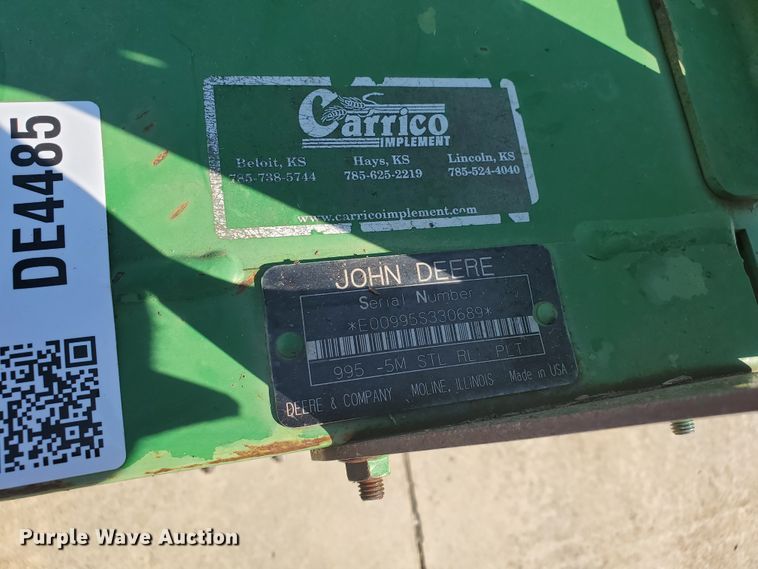 DE4485
Carrico
IMPLEMENT
Beloit, KS Hays, KS Lincoln, KS
785-738-5744 785-625-2219 785-524-4040
www.carricoimplement.com
JOHN DEERE
Serial Number
*E00995S330689*
995 -5M STL RL PLT
DEERE & COMPANY MOLINE, ILLINOIS Made in USA
Purple Wave Auction